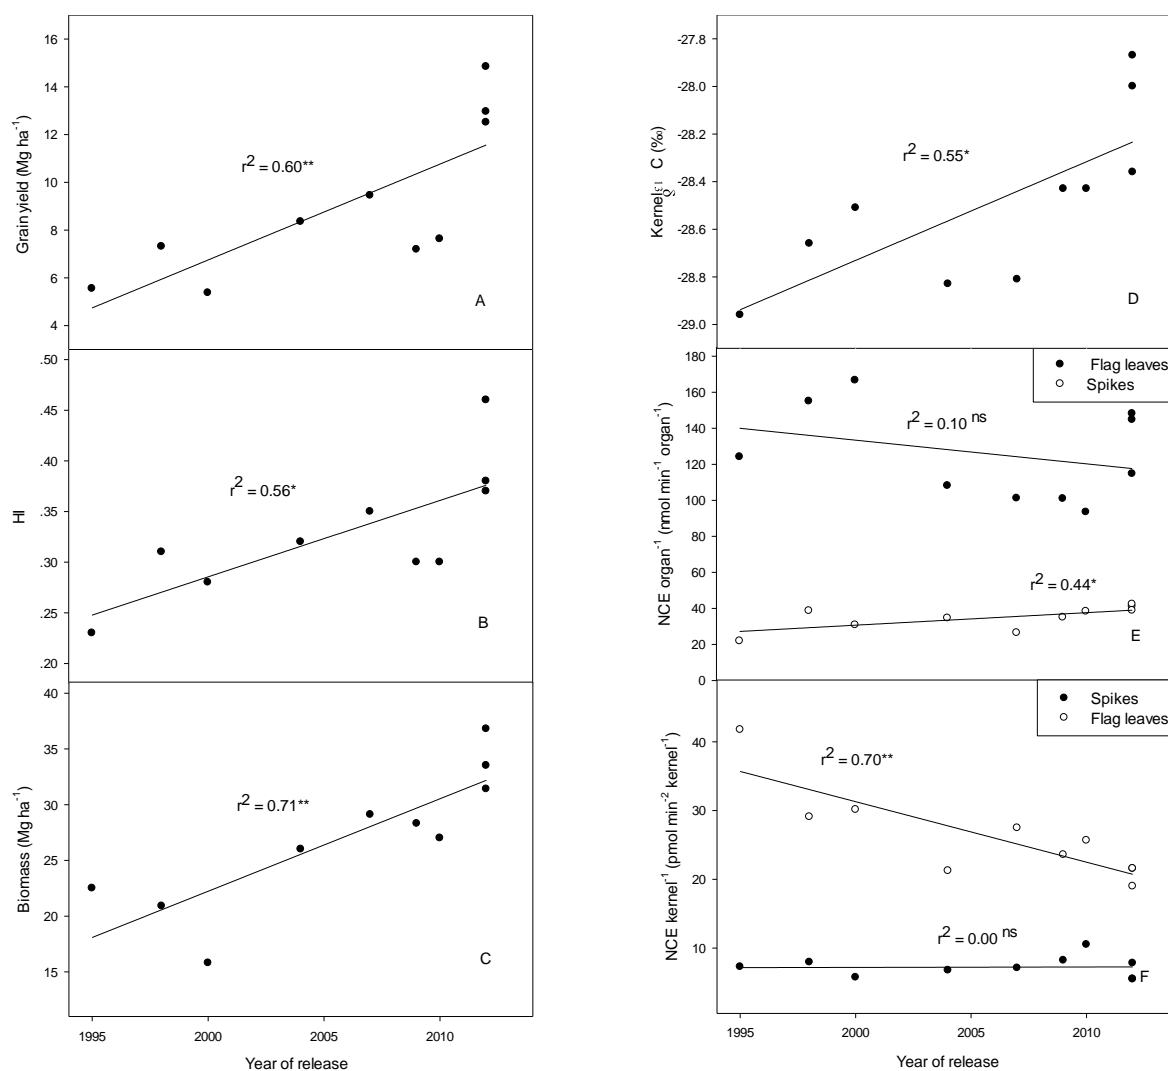 16
14
12
10
8
6
4
Grain yield (Mg ha⁻¹)
r² = 0.60**
A
.50
.45
.40
.35
.30
.25
.20
HI
r² = 0.56*
B
40
35
30
25
20
15
Biomass (Mg ha⁻¹)
r² = 0.71**
C
1995 2000 2005 2010
Year of release
-27.8
-28.0
-28.2
-28.4
-28.6
-28.8
-29.0
Kernel δ¹³ C (‰)
r² = 0.55*
D
180
160
140
120
100
80
60
40
20
0
NCE organ⁻¹ (nmol min⁻¹ organ⁻¹)
Flag leaves
Spikes
r² = 0.10 ns
r² = 0.44*
E
40
30
20
10
NCE kernel⁻¹ (pmol min⁻² kernel⁻¹)
Spikes
Flag leaves
r² = 0.70**
r² = 0.00 ns
F
1995 2000 2005 2010
Year of release